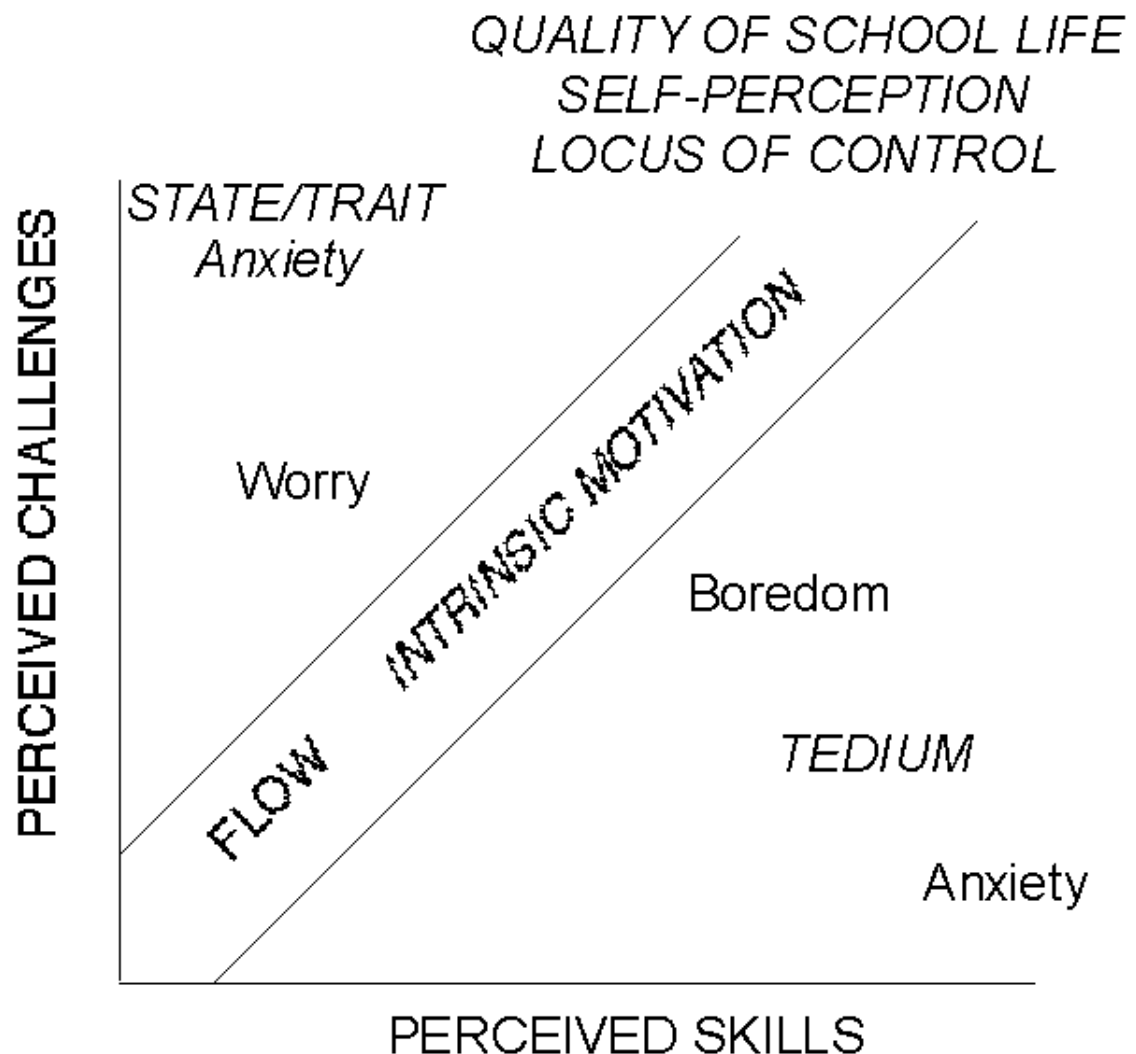 QUALITY OF SCHOOL LIFE
SELF-PERCEPTION
LOCUS OF CONTROL
STATE/TRAIT
Anxiety
PERCEIVED CHALLENGES
INTRINSIC MOTIVATION
Worry
Boredom
FLOW
TEDIUM
Anxiety
PERCEIVED SKILLS